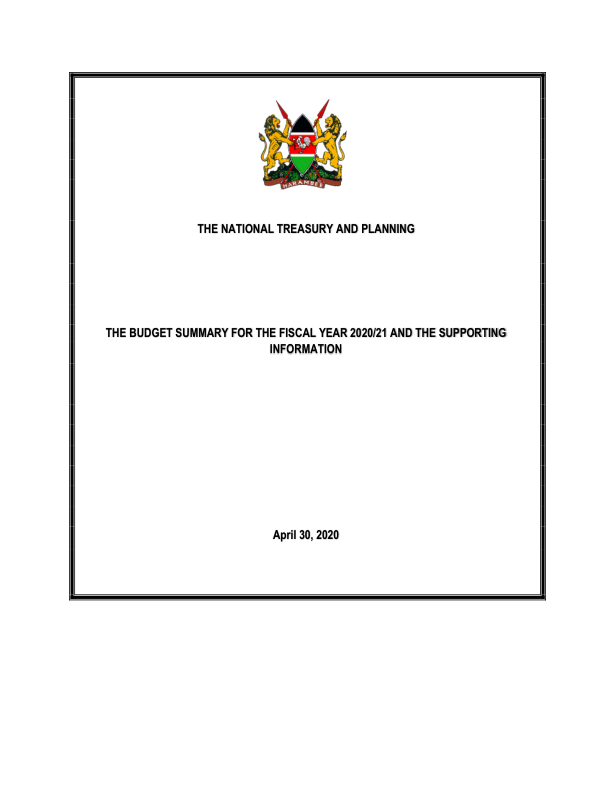 HARAMBEE
THE NATIONAL TREASURY AND PLANNING
THE BUDGET SUMMARY FOR THE FISCAL YEAR 2020/21 AND THE SUPPORTING
INFORMATION
April 30, 2020